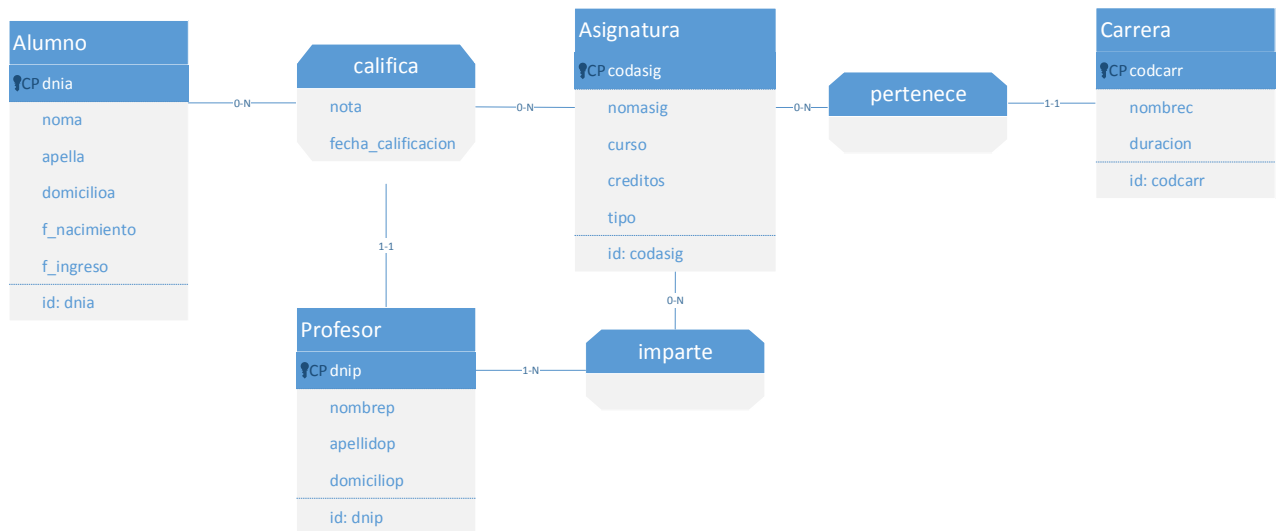 Alumno
CP dnia
noma
apella
domicilioa
f_nacimiento
f_ingreso
id: dnia
0-N
califica
nota
fecha_calificacion
0-N
1-1
Asignatura
CP codasig
nomasig
curso
creditos
tipo
id: codasig
0-N
pertenece
1-1
Carrera
CP codcarr
nombrec
duracion
id: codcarr
0-N
Profesor
CP dnip
nombrep
apellidop
domiciliop
id: dnip
1-N
imparte